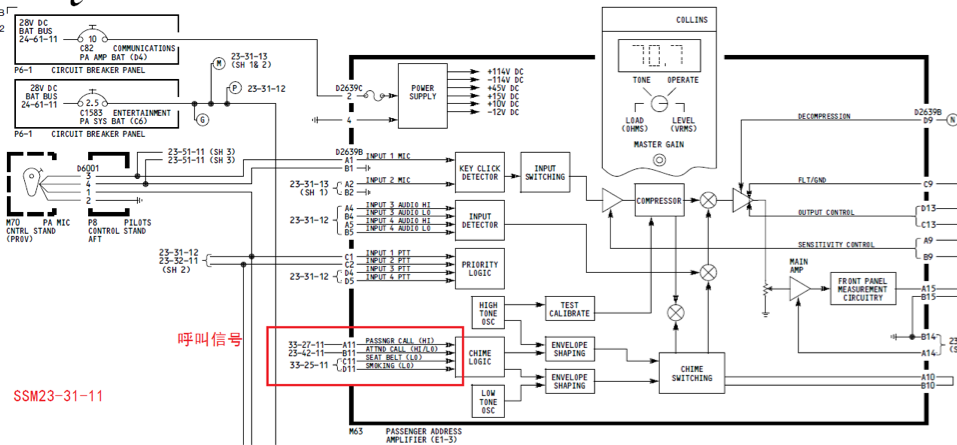 28V DC
BAT BUS
24-61-11
10
C82 COMMUNICATIONS
PA AMP BAT (D4)
P6-1 CIRCUIT BREAKER PANEL
28V DC
BAT BUS
24-61-11
2.5
C1583 ENTERTAINMENT
PA SYS BAT (C6)
P6-1 CIRCUIT BREAKER PANEL
M
23-31-13
(SH 1& 2)
P
23-31-12
G
23-51-11 (SH 3)
23-51-11 (SH 3)
D6001
3
4
1
2
M70 PA MIC
CNTRL STAND
(PROV)
P8 PILOTS
CONTROL STAND
AFT
23-31-12
23-32-11
(SH 2)
呼叫信号
SSM23-31-11
COLLINS
70.7
TONE OPERATE
LOAD
(OHMS)
LEVEL
(VRMS)
MASTER GAIN
D2639C
2
4
POWER
SUPPLY
+114V DC
-114V DC
+45V DC
+15V DC
+10V DC
-12V DC
D2639B
A1 INPUT 1 MIC
B1
23-31-13
(SH 1)
A2 INPUT 2 MIC
B2
KEY CLICK
DETECTOR
INPUT
SWITCHING
23-31-12
A4 INPUT 3 AUDIO HI
B4 INPUT 3 AUDIO LO
A5 INPUT 4 AUDIO HI
B5 INPUT 4 AUDIO LO
INPUT
DETECTOR
C1 INPUT 1 PTT
C2 INPUT 2 PTT
23-31-12
D4 INPUT 3 PTT
D5 INPUT 4 PTT
PRIORITY
LOGIC
COMPRESSOR
HIGH
TONE
OSC
TEST
CALIBRATE
33-27-11 A11 PASSNGR CALL (HI)
23-42-11 B11 ATTND CALL (HI/LO)
33-25-11
C11 SEAT BELT (LO)
D11 SMOKING (LO)
CHIME
LOGIC
ENVELOPE
SHAPING
ENVELOPE
SHAPING
LOW
TONE
OSC
CHIME
SWITCHING
MAIN
AMP
FRONT PANEL
MEASUREMENT
CIRCUITRY
DECOMPRESSION
D2639B
D9
N
FLT/GND
C9
OUTPUT CONTROL
D13
C13
SENSITIVITY CONTROL
A9
B9
A15
B15
B14
A14
A10
B10
M63 PASSENGER ADDRESS
AMPLIFIER (E1-3)